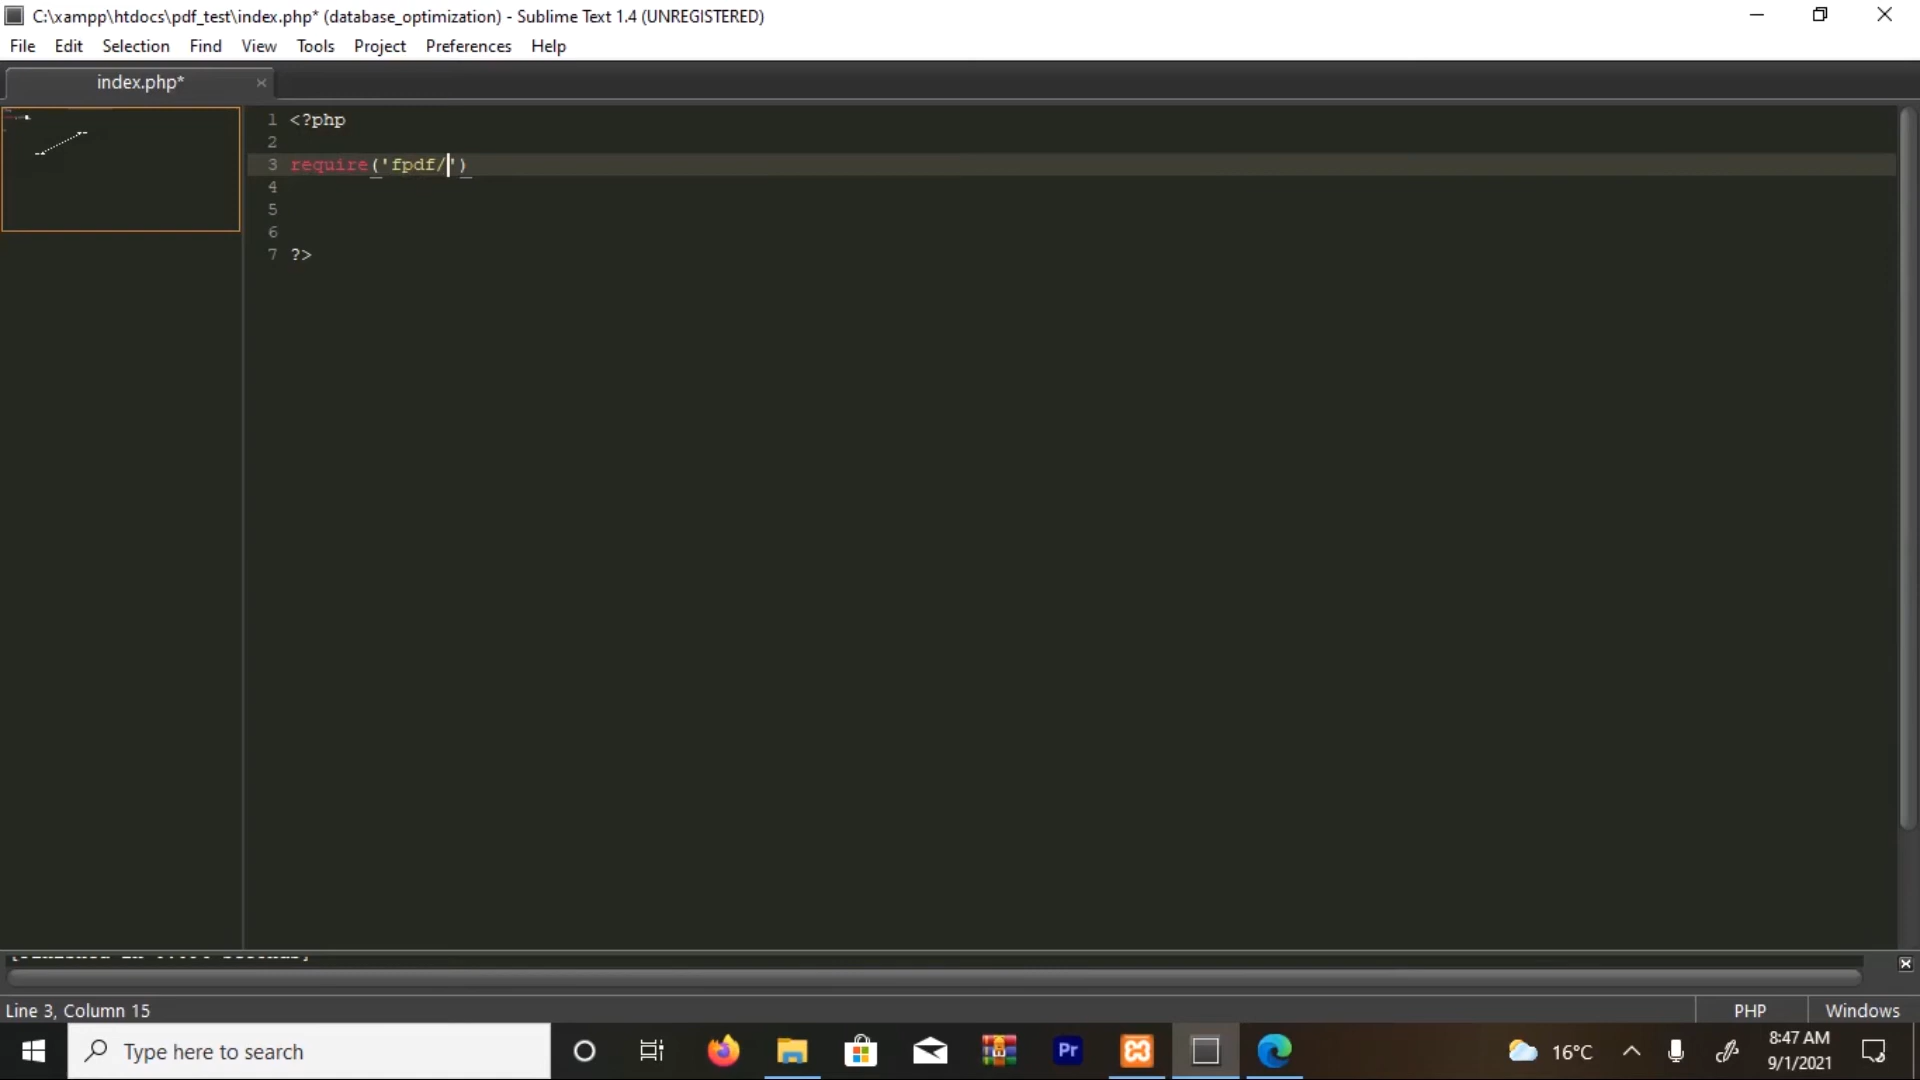 C:\xampp\htdocs\pdf_test\index.php* (database_optimization) - Sublime Text 1.4 (UNREGISTERED)
File Edit Selection Find View Tools Project Preferences Help
index.php*
1 <?php
2
3 require('fpdf/')
4
5
6
7 ?>
Line 3, Column 15 PHP Windows
Type here to search Pr 16°C 8:47 AM
9/1/2021